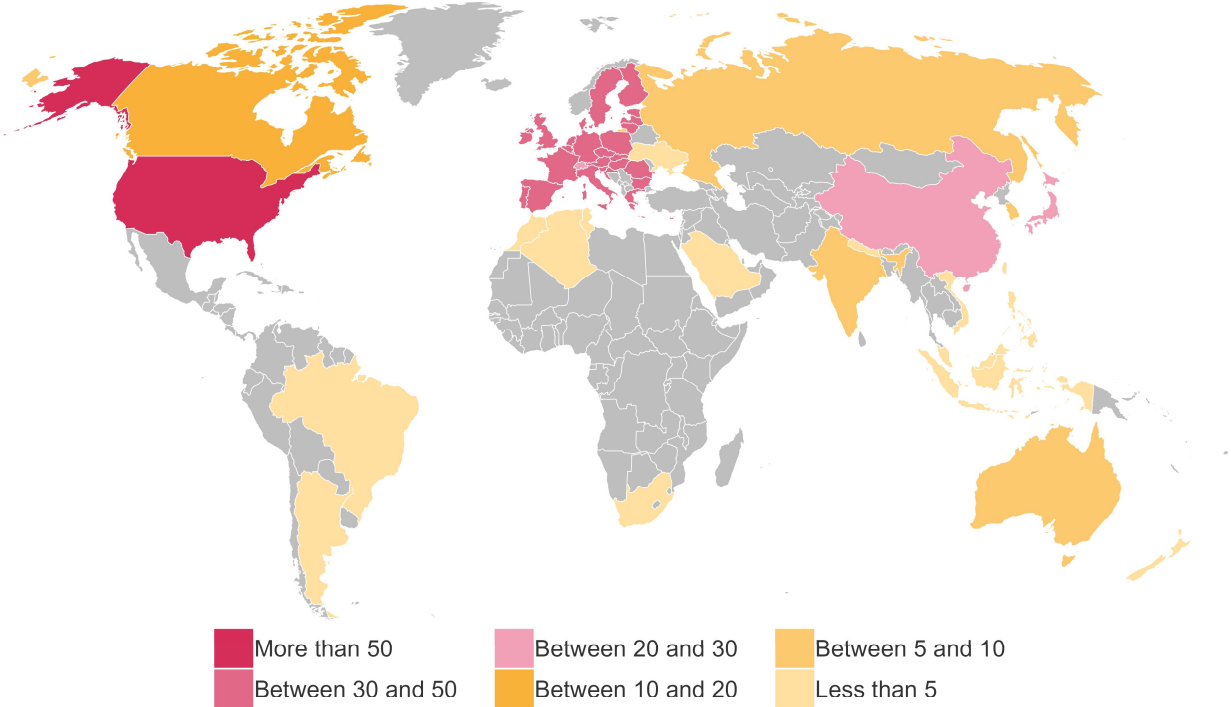 More than 50
Between 20 and 30
Between 5 and 10
Between 30 and 50
Between 10 and 20
Less than 5